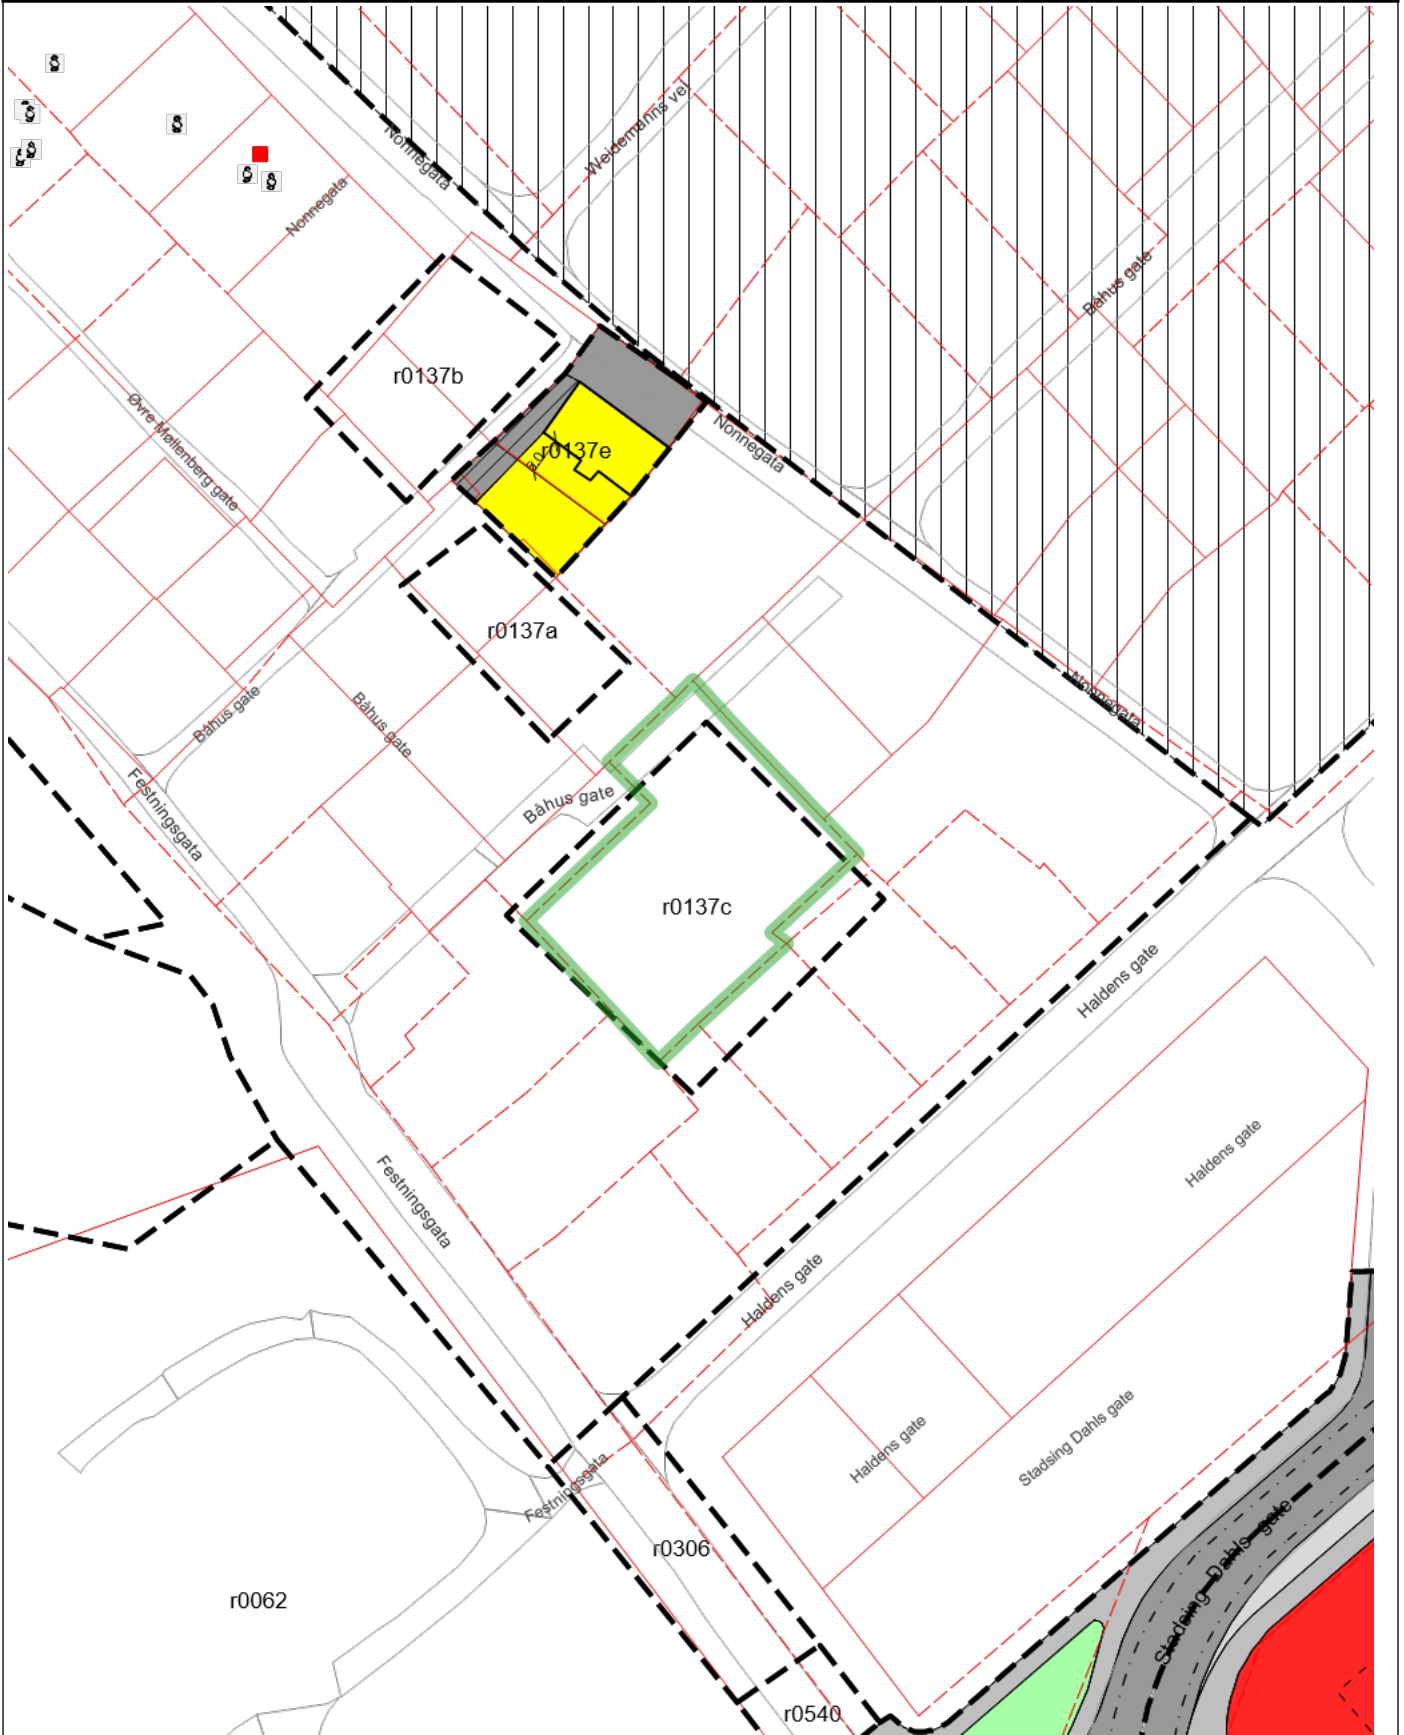 Nonnegata
Weidemanns vei
Nonnegata
Båhus gate
r0137b
Øvre Møllenberg gate
Nonnegata
r0137e
r0137a
Båhus gate
Båhus gate
Nonnegata
Festningsgata
Båhus gate
r0137c
Haldens gate
Haldens gate
Festningsgata
Haldens gate
Stadsing Dahls gate
Haldens gate
Festningsgata
Stadsing Dahls gate
r0306
r0062
r0540